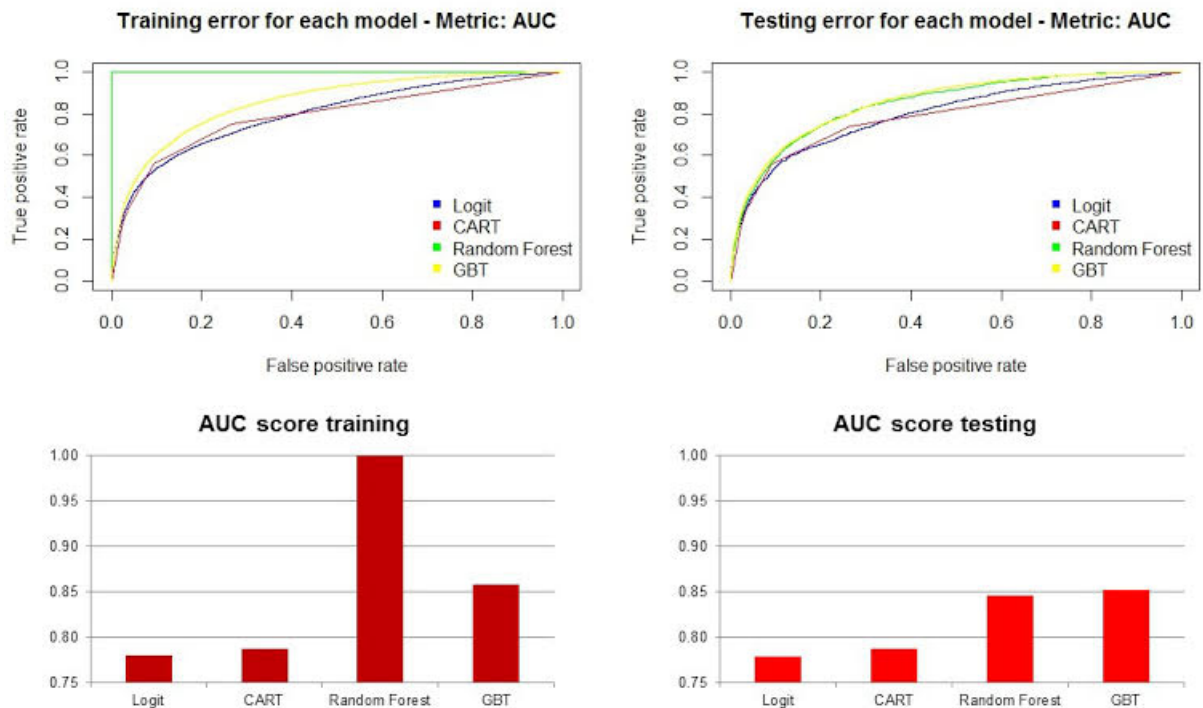 Training error for each model - Metric: AUC
True positive rate
0.0 0.2 0.4 0.6 0.8 1.0
Logit
CART
Random Forest
GBT
0.0 0.2 0.4 0.6 0.8 1.0
False positive rate
Testing error for each model - Metric: AUC
True positive rate
0.0 0.2 0.4 0.6 0.8 1.0
Logit
CART
Random Forest
GBT
0.0 0.2 0.4 0.6 0.8 1.0
False positive rate
AUC score training
1.00
0.95
0.90
0.85
0.80
0.75
Logit CART Random Forest GBT
AUC score testing
1.00
0.95
0.90
0.85
0.80
0.75
Logit CART Random Forest GBT